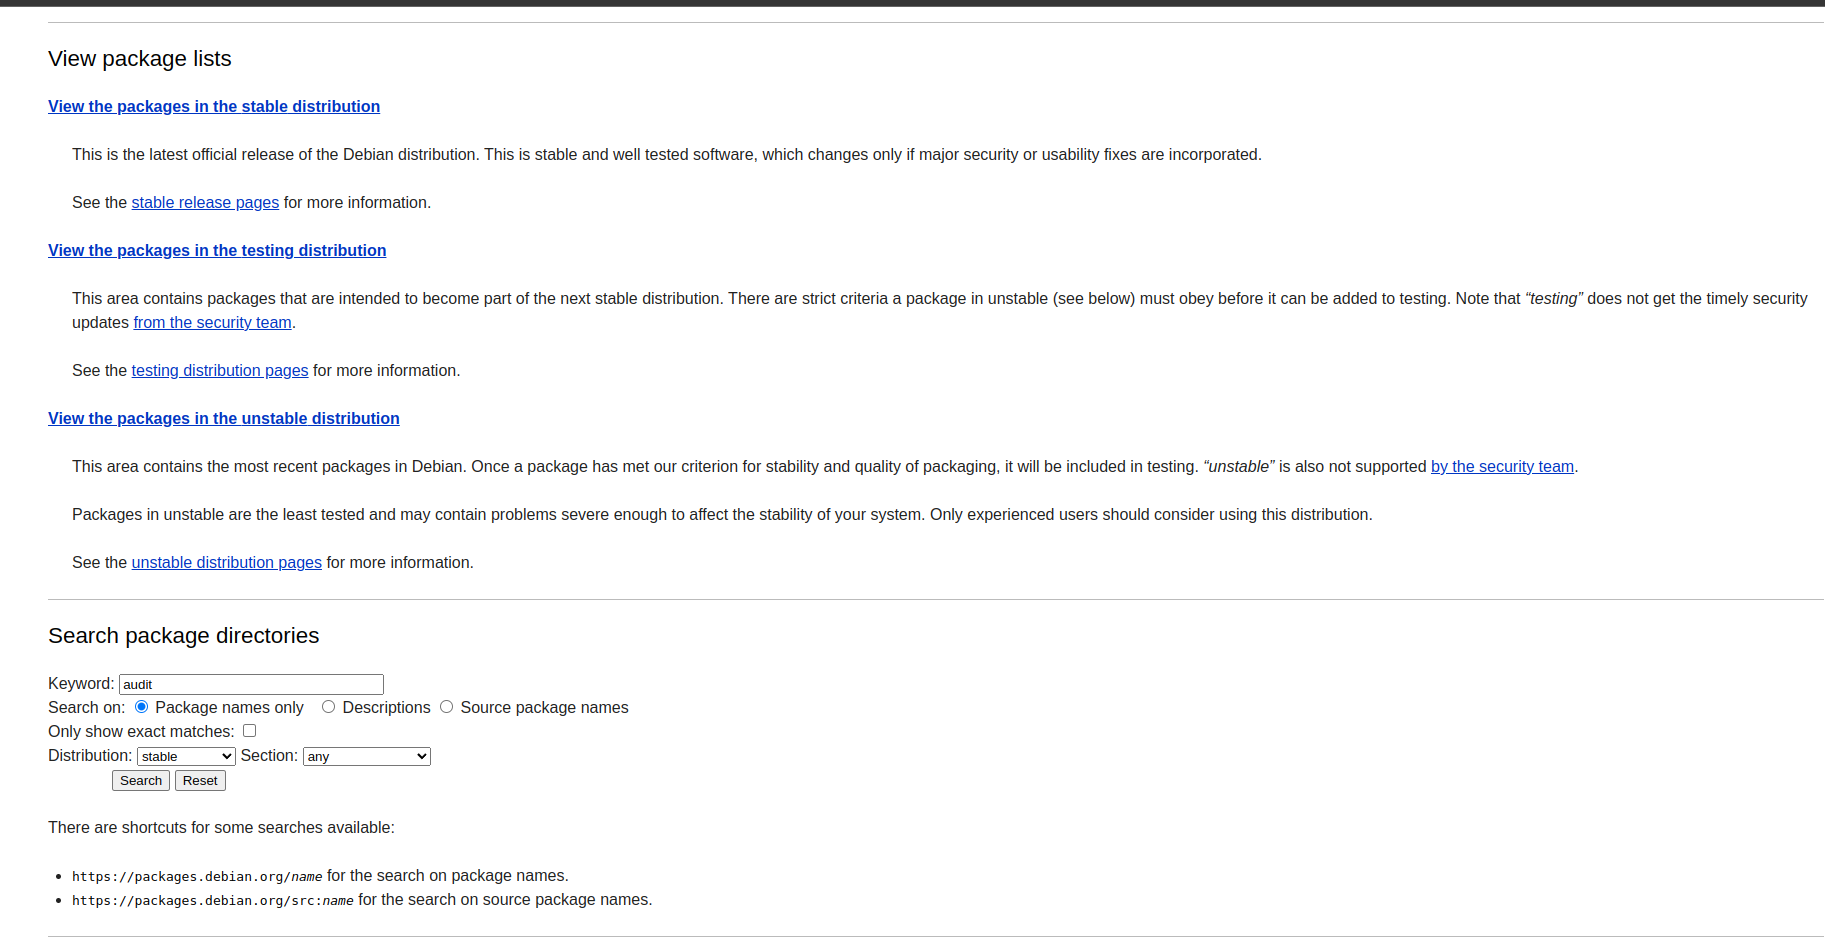 View package lists
View the packages in the stable distribution
This is the latest official release of the Debian distribution. This is stable and well tested software, which changes only if major security or usability fixes are incorporated.
See the stable release pages for more information.
View the packages in the testing distribution
This area contains packages that are intended to become part of the next stable distribution. There are strict criteria a package in unstable (see below) must obey before it can be added to testing. Note that “testing” does not get the timely security
updates from the security team.
See the testing distribution pages for more information.
View the packages in the unstable distribution
This area contains the most recent packages in Debian. Once a package has met our criterion for stability and quality of packaging, it will be included in testing. “unstable” is also not supported by the security team.
Packages in unstable are the least tested and may contain problems severe enough to affect the stability of your system. Only experienced users should consider using this distribution.
See the unstable distribution pages for more information.
Search package directories
Keyword: audit
Search on: Package names only Descriptions Source package names
Only show exact matches:
Distribution: stable Section: any
Search Reset
There are shortcuts for some searches available:
• https://packages.debian.org/name for the search on package names.
• https://packages.debian.org/src:name for the search on source package names.